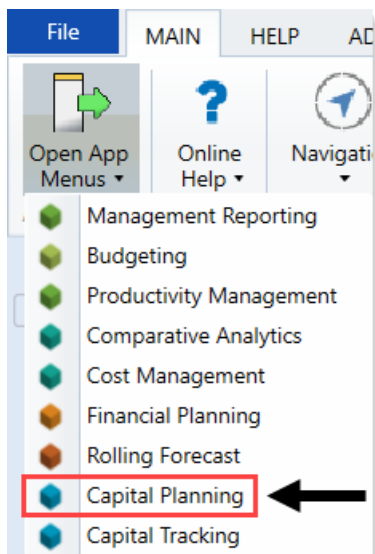 File MAIN HELP
Open App Menus
Online Help
Management Reporting
Budgeting
Productivity Management
Comparative Analytics
Cost Management
Financial Planning
Rolling Forecast
Capital Planning
Capital Tracking